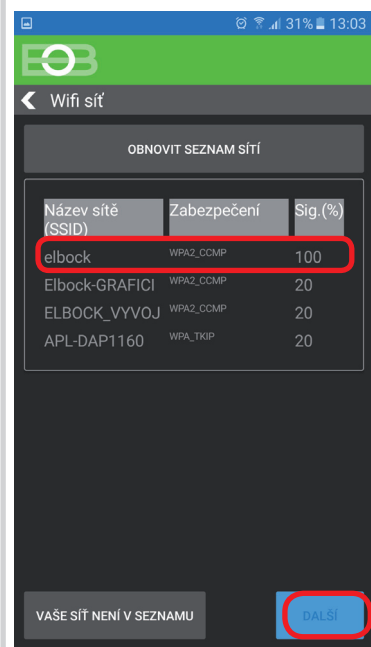 31% 13:03
EOB
Wifi síť
OBNOVIT SEZNAM SÍTÍ
Název sítě (SSID) Zabezpečení Sig.(%)
elbock WPA2_CCMP 100
Elbock-GRAFICI WPA2_CCMP 20
ELBOCK_VYVOJ WPA2_CCMP 20
APL-DAP1160 WPA_TKIP 20
VAŠE SÍŤ NENÍ V SEZNAMU DALŠÍ